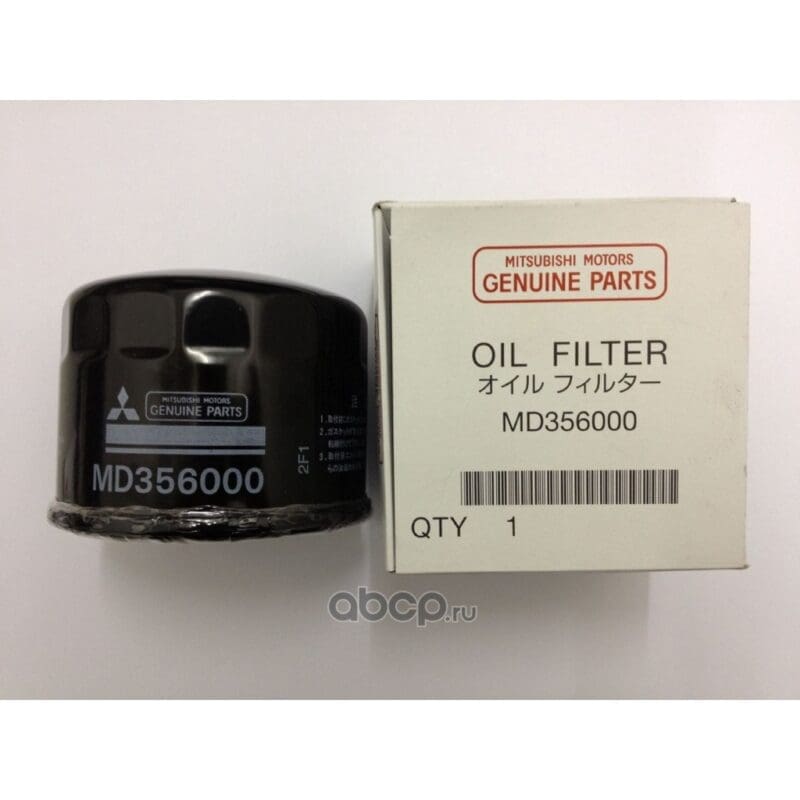 MITSUBISHI MOTORS
GENUINE PARTS
MD356000
2F1
MITSUBISHI MOTORS
GENUINE PARTS
OIL FILTER
オイル フィルター
MD356000
QTY 1
abcp.ru